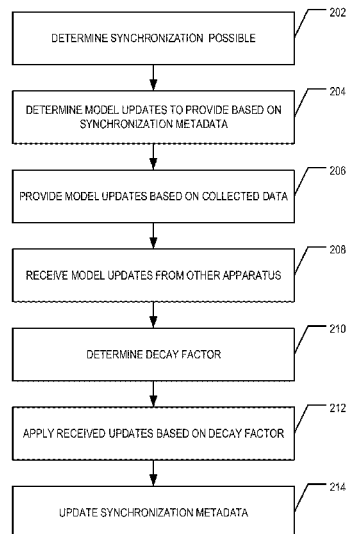 202
DETERMINE SYNCHRONIZATION POSSIBLE
204
DETERMINE MODEL UPDATES TO PROVIDE BASED ON
SYNCHRONIZATION METADATA
206
PROVIDE MODEL UPDATES BASED ON COLLECTED DATA
208
RECEIVE MODEL UPDATES FROM OTHER APPARATUS
210
DETERMINE DECAY FACTOR
212
APPLY RECEIVED UPDATES BASED ON DECAY FACTOR
214
UPDATE SYNCHRONIZATION METADATA